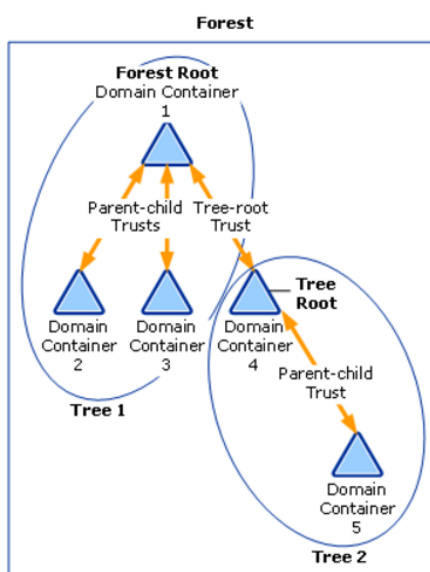 Forest
Forest Root
Domain Container
1
Parent-child
Trusts
Tree-root
Trust
Tree
Root
Domain
Container
2
Domain
Container
3
Domain
Container
4
Tree 1
Parent-child
Trust
Domain
Container
5
Tree 2